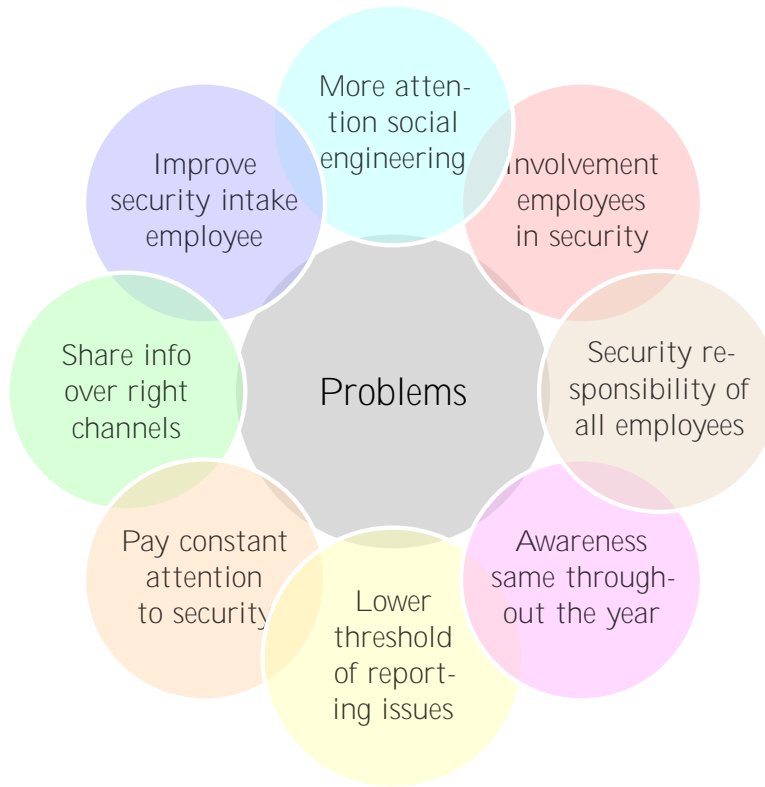 More atten-
tion social
engineering
Involvement
employees
in security
Security re-
sponsibility of
all employees
Awareness
same through-
out the year
Lower
threshold
of report-
ing issues
Pay constant
attention
to security
Share info
over right
channels
Improve
security intake
employee
Problems